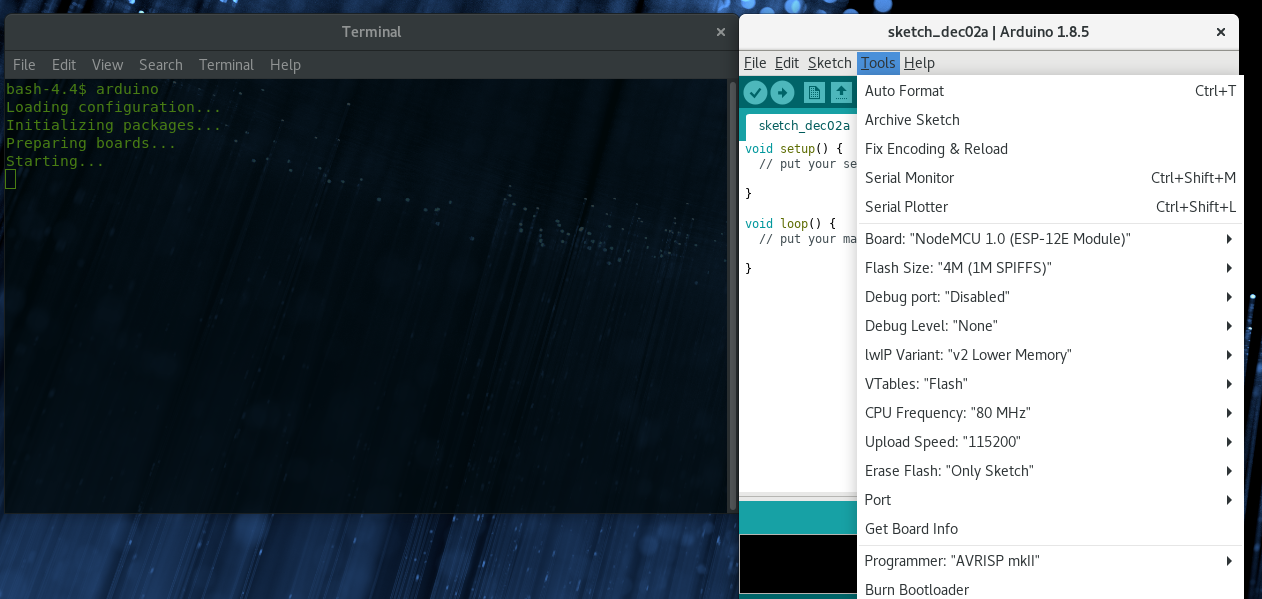 Terminal
×
File Edit View Search Terminal Help
bash-4.4$ arduino
Loading configuration...
Initializing packages...
Preparing boards...
Starting...
sketch_dec02a | Arduino 1.8.5
×
File Edit Sketch Tools Help
sketch_dec02a
void setup() {
// put your se
}
void loop() {
// put your ma
}
Auto Format Ctrl+T
Archive Sketch
Fix Encoding & Reload
Serial Monitor Ctrl+Shift+M
Serial Plotter Ctrl+Shift+L
Board: "NodeMCU 1.0 (ESP-12E Module)"
Flash Size: "4M (1M SPIFFS)"
Debug port: "Disabled"
Debug Level: "None"
lwIP Variant: "v2 Lower Memory"
VTables: "Flash"
CPU Frequency: "80 MHz"
Upload Speed: "115200"
Erase Flash: "Only Sketch"
Port
Get Board Info
Programmer: "AVRISP mkII"
Burn Bootloader